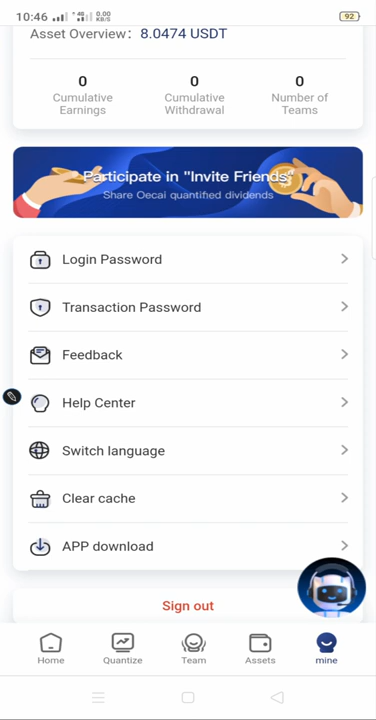 10:46 4G 0.00 KB/S 92
Asset Overview: 8.0474 USDT
0 0 0
Cumulative Earnings Cumulative Withdrawal Number of Teams
Participate in "Invite Friends"
Share Oecai quantified dividends
Login Password
Transaction Password
Feedback
Help Center
Switch language
Clear cache
APP download
Sign out
Home Quantize Team Assets mine